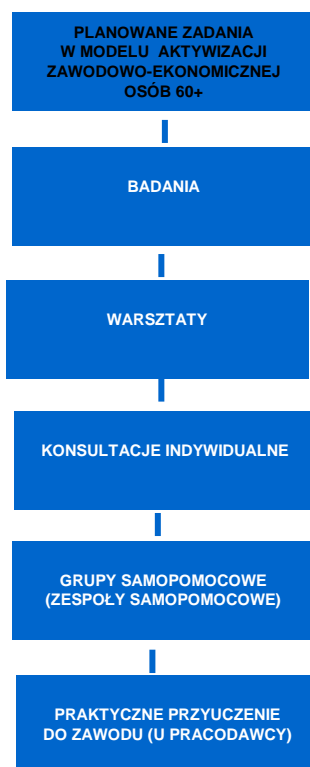 PLANOWANE ZADANIA
W MODELU AKTYWIZACJI
ZAWODOWO-EKONOMICZNEJ
OSÓB 60+
BADANIA
WARSZTATY
KONSULTACJE INDYWIDUALNE
GRUPY SAMOPOMOCOWE
(ZESPOŁY SAMOPOMOCOWE)
PRAKTYCZNE PRZYUCZENIE
DO ZAWODU (U PRACODAWCY)